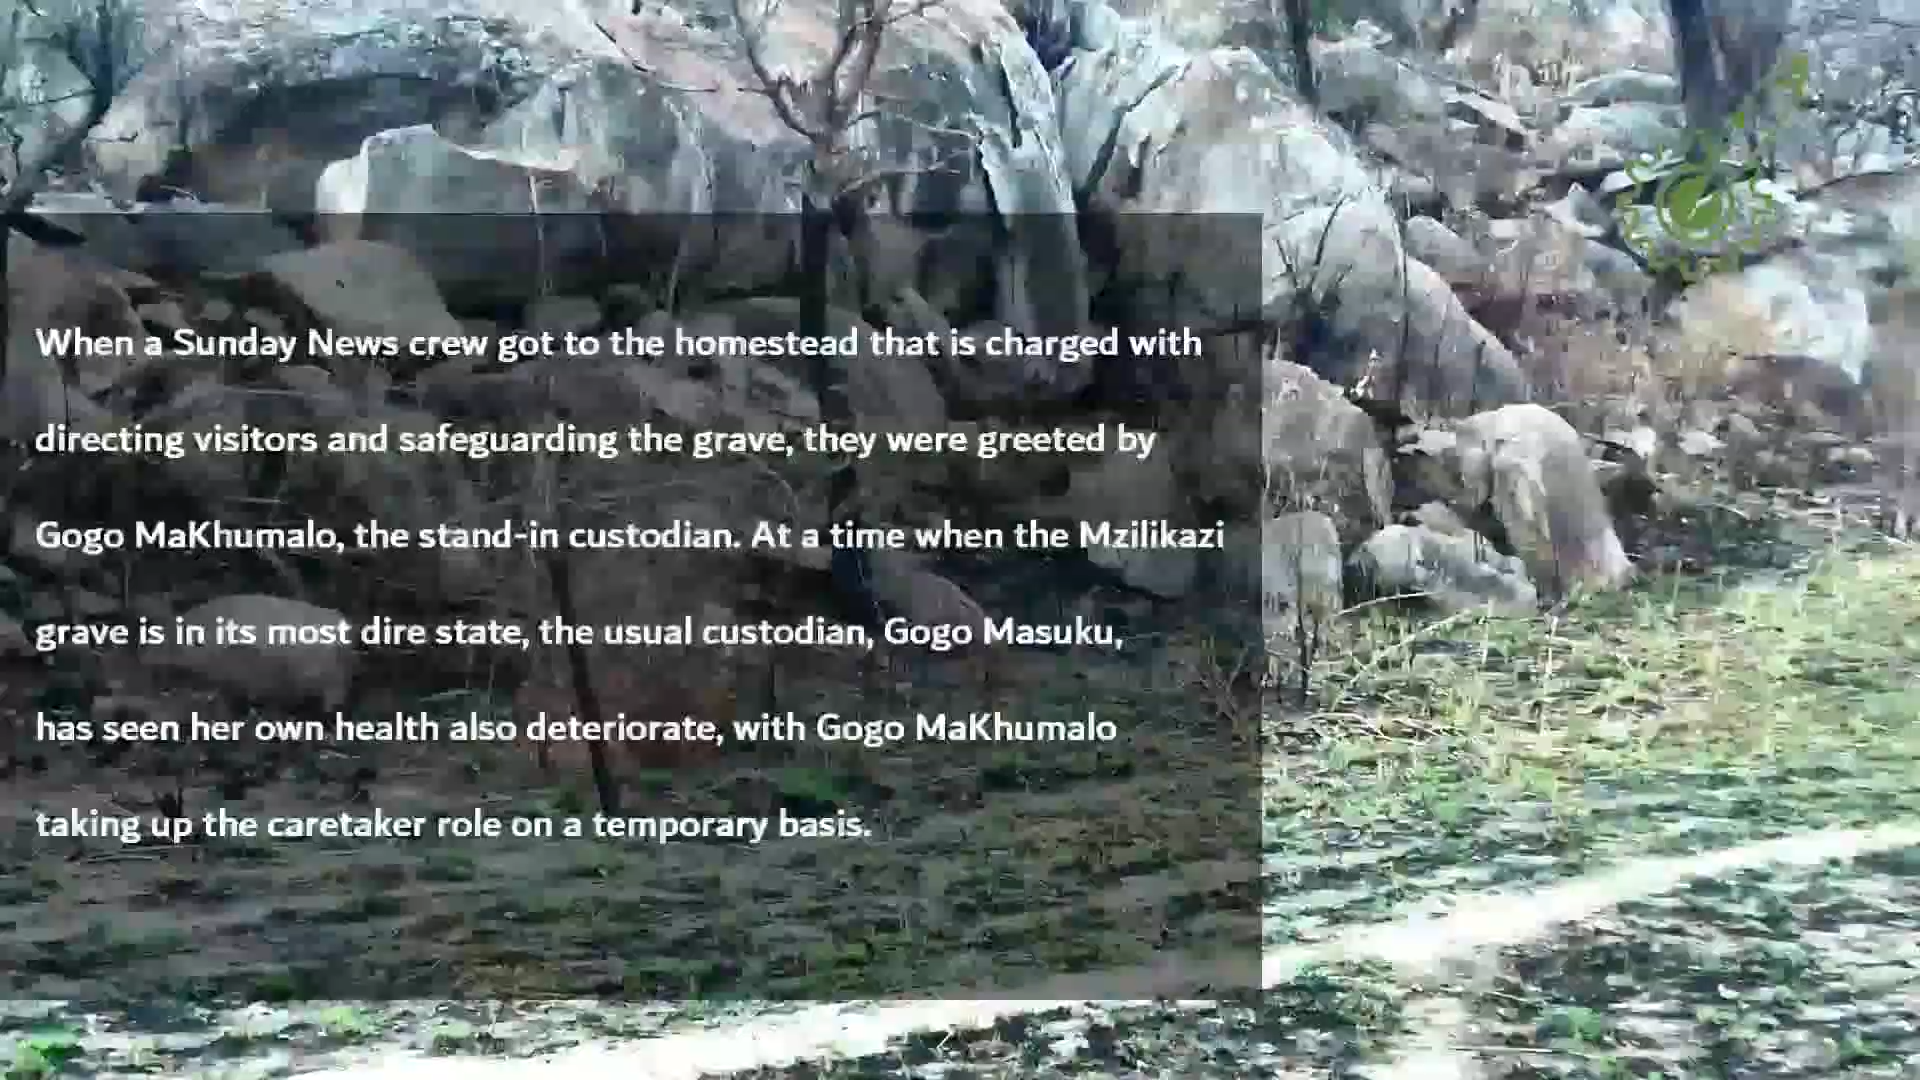 When a Sunday News crew got to the homestead that is charged with
directing visitors and safeguarding the grave, they were greeted by
Gogo MaKhumalo, the stand-in custodian. At a time when the Mzilikazi
grave is in its most dire state, the usual custodian, Gogo Masuku,
has seen her own health also deteriorate, with Gogo MaKhumalo
taking up the caretaker role on a temporary basis.